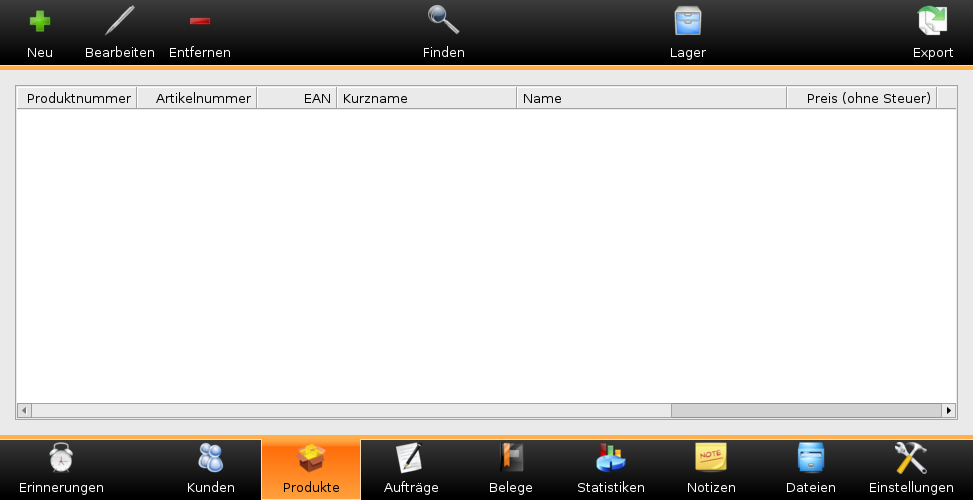 Neu Bearbeiten Entfernen Finden Lager Export
Produktnummer Artikelnummer EAN Kurzname Name Preis (ohne Steuer)
NOTE
Erinnerungen Kunden Produkte Aufträge Belege Statistiken Notizen Dateien Einstellungen